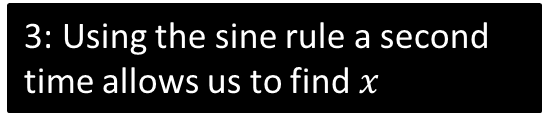 3: Using the sine rule a second
time allows us to find 𝑥